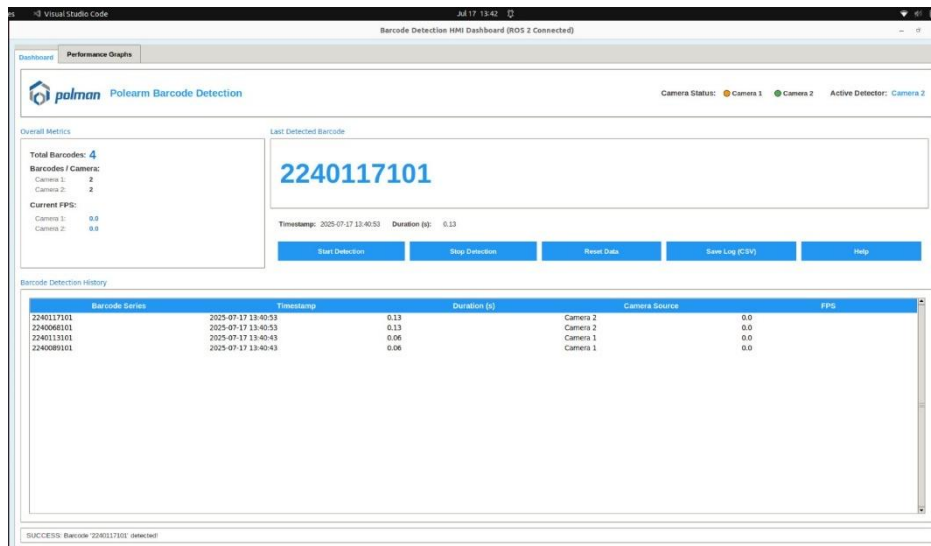 Visual Studio Code Jul 17 13:42
Barcode Detection HMI Dashboard (ROS 2 Connected)
Dashboard Performance Graphs
polman Polearm Barcode Detection Camera Status: Camera 1 Camera 2 Active Detector: Camera 2
Overall Metrics
Total Barcodes: 4
Barcodes / Camera:
Camera 1: 2
Camera 2: 2
Current FPS:
Camera 1: 0.0
Camera 2: 0.0
Last Detected Barcode
2240117101
Timestamp: 2025-07-17 13:40:53 Duration (s): 0.13
Start Detection Stop Detection Reset Data Save Log (CSV) Help
Barcode Detection History
Barcode Series Timestamp Duration (s) Camera Source FPS
2240117101 2025-07-17 13:40:53 0.13 Camera 2 0.0
2240068101 2025-07-17 13:40:53 0.13 Camera 2 0.0
2240113101 2025-07-17 13:40:43 0.06 Camera 1 0.0
2240089101 2025-07-17 13:40:43 0.06 Camera 1 0.0
SUCCESS: Barcode '2240117101' detected!